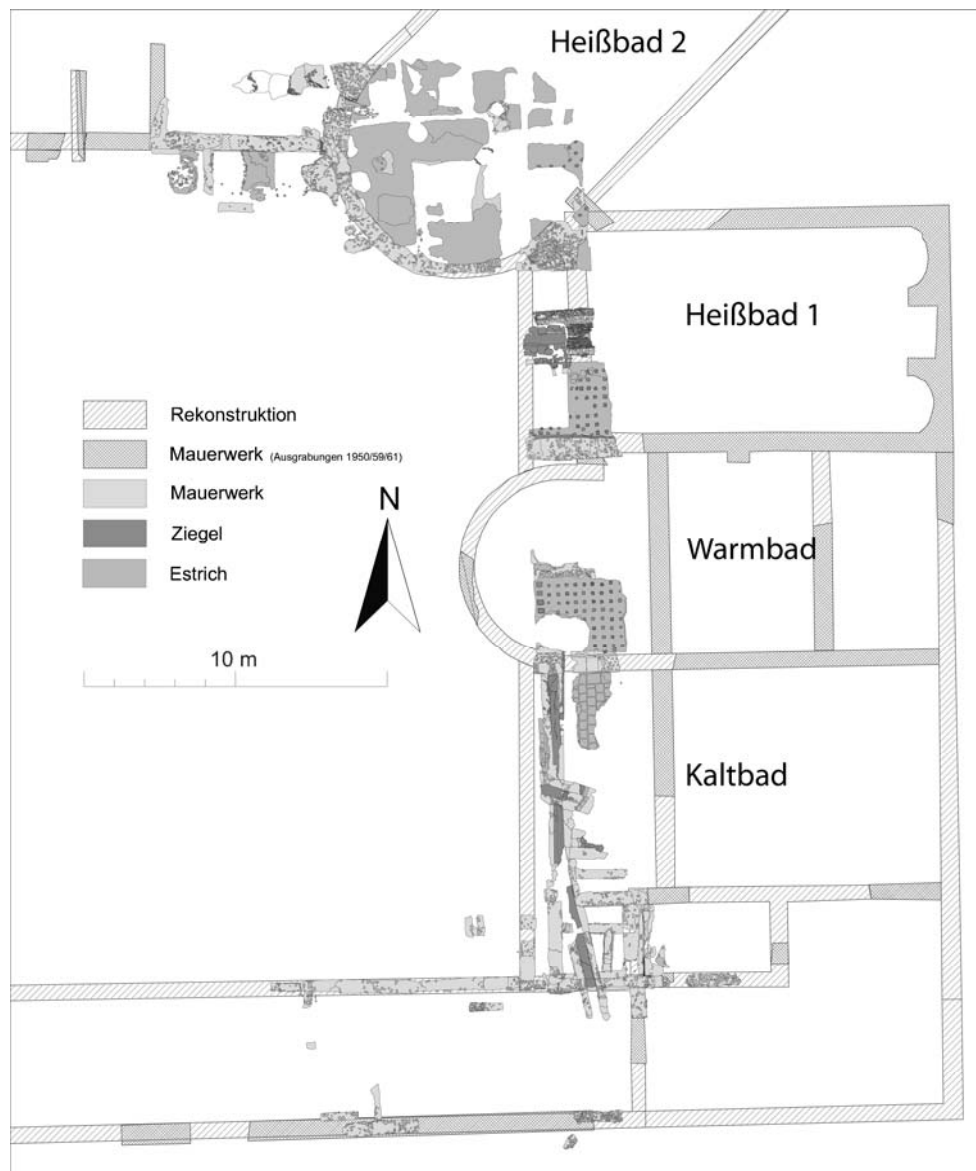 Heißbad 2
Heißbad 1
Rekonstruktion
Mauerwerk (Ausgrabungen 1950/59/61)
Mauerwerk
Ziegel
Estrich
N
Warmbad
10 m
Kaltbad